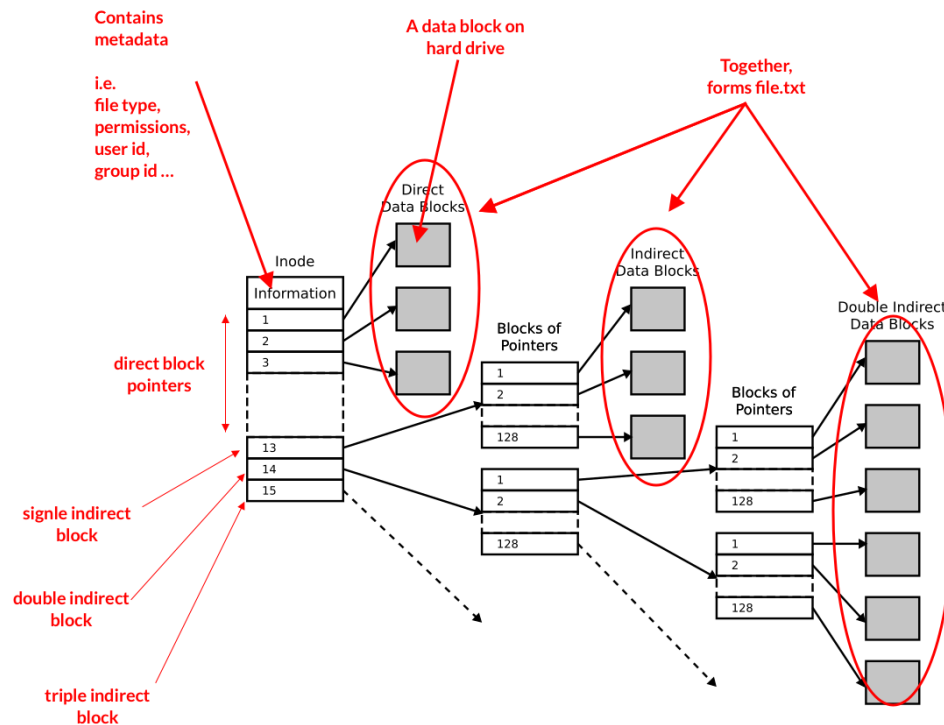 Contains
metadata
i.e.
file type,
permissions,
user id,
group id ...
A data block on
hard drive
Together,
forms file.txt
Direct
Data Blocks
Inode
Information
1
2
3
direct block
pointers
13
14
15
signle indirect
block
double indirect
block
triple indirect
block
Blocks of
Pointers
1
2
128
1
2
128
Indirect
Data Blocks
Blocks of
Pointers
1
2
128
1
2
128
Double Indirect
Data Blocks